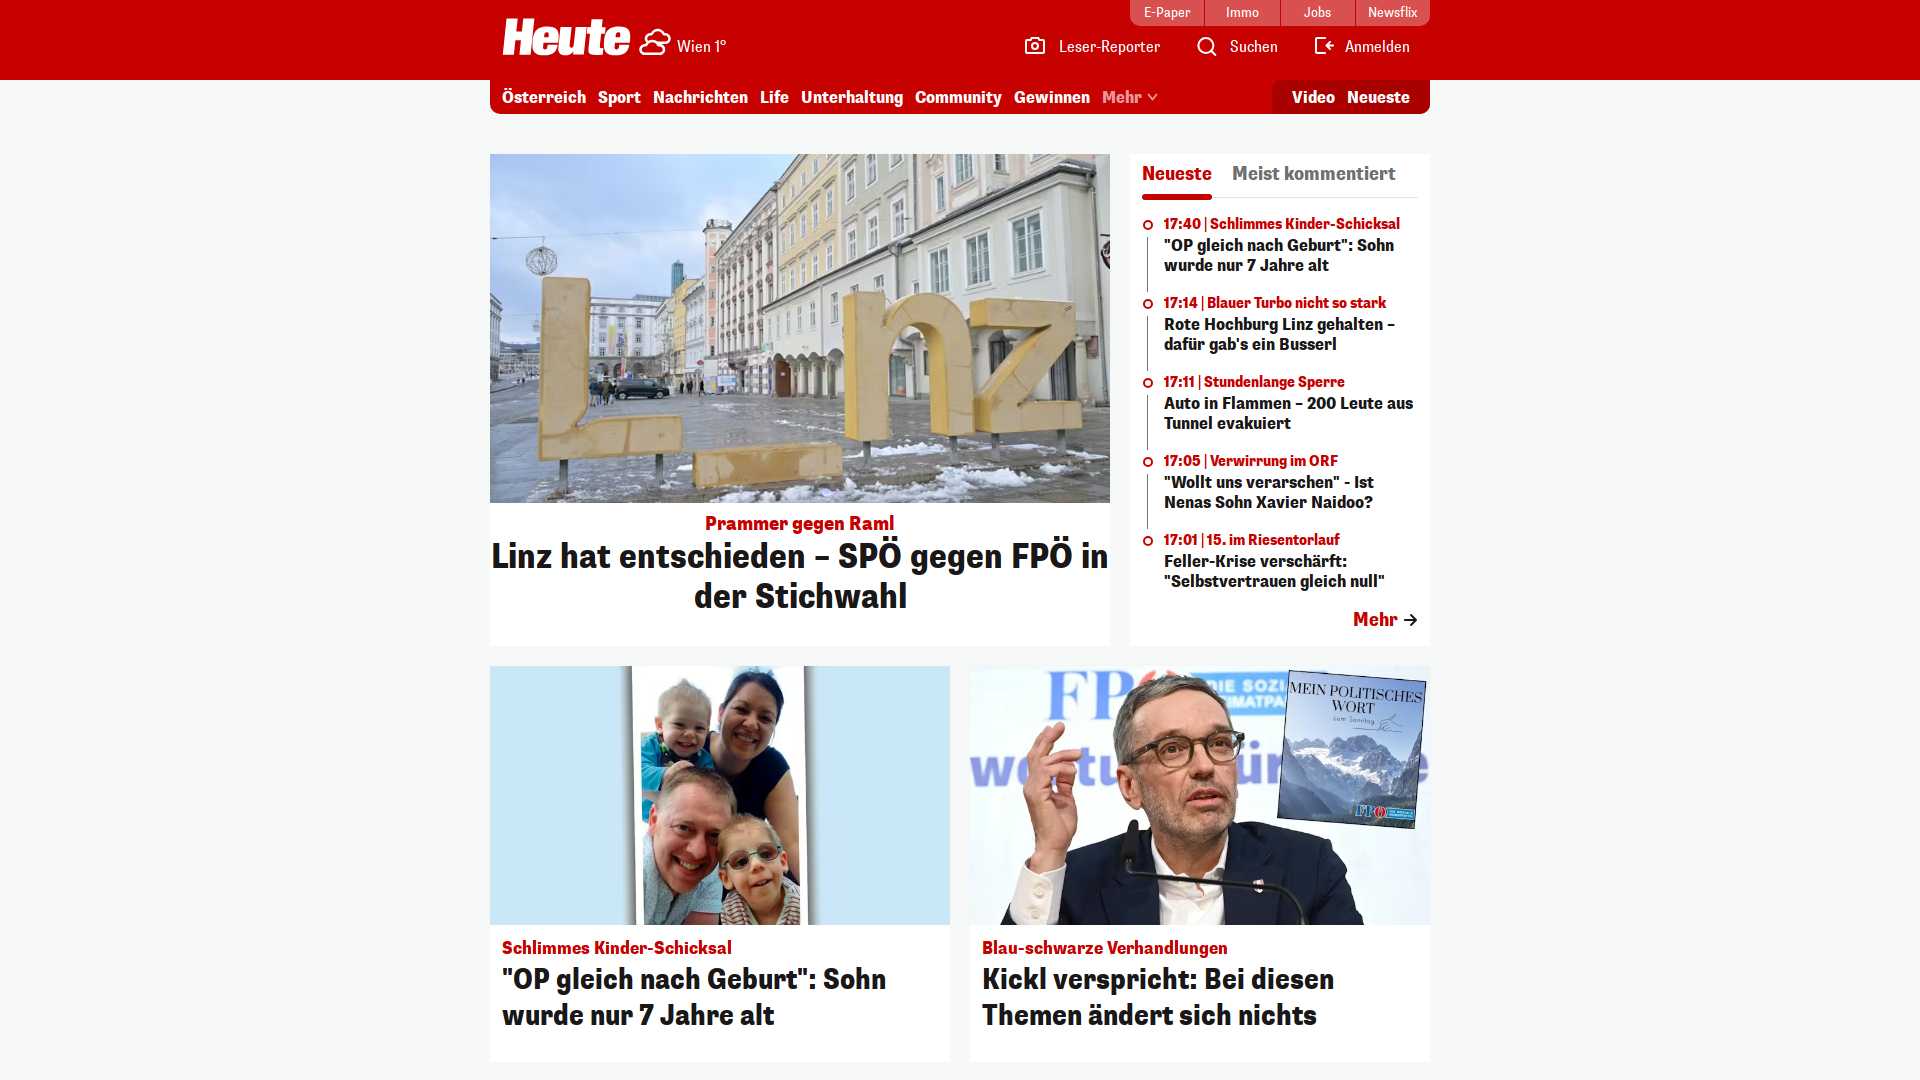 E-Paper
Immo
Jobs
Newsflix
Heute
Wien 1°
Leser-Reporter
Suchen
Anmelden
Österreich
Sport
Nachrichten
Life
Unterhaltung
Community
Gewinnen
Mehr
Video
Neueste
L_nz
Prammer gegen Raml
Linz hat entschieden – SPÖ gegen FPÖ in
der Stichwahl
Neueste
Meist kommentiert
17:40 | Schlimmes Kinder-Schicksal
"OP gleich nach Geburt": Sohn
wurde nur 7 Jahre alt
17:14 | Blauer Turbo nicht so stark
Rote Hochburg Linz gehalten –
dafür gab's ein Busserl
17:11 | Stundenlange Sperre
Auto in Flammen – 200 Leute aus
Tunnel evakuiert
17:05 | Verwirrung im ORF
"Wollt uns verarschen" - Ist
Nenas Sohn Xavier Naidoo?
17:01 | 15. im Riesentorlauf
Feller-Krise verschärft:
"Selbstvertrauen gleich null"
Mehr
FPÖ
DIE SOZI
IMATPA
MEIN POLITISCHES
WORT
zum Sonntag
FPÖ
Schlimmes Kinder-Schicksal
"OP gleich nach Geburt": Sohn
wurde nur 7 Jahre alt
Blau-schwarze Verhandlungen
Kickl verspricht: Bei diesen
Themen ändert sich nichts